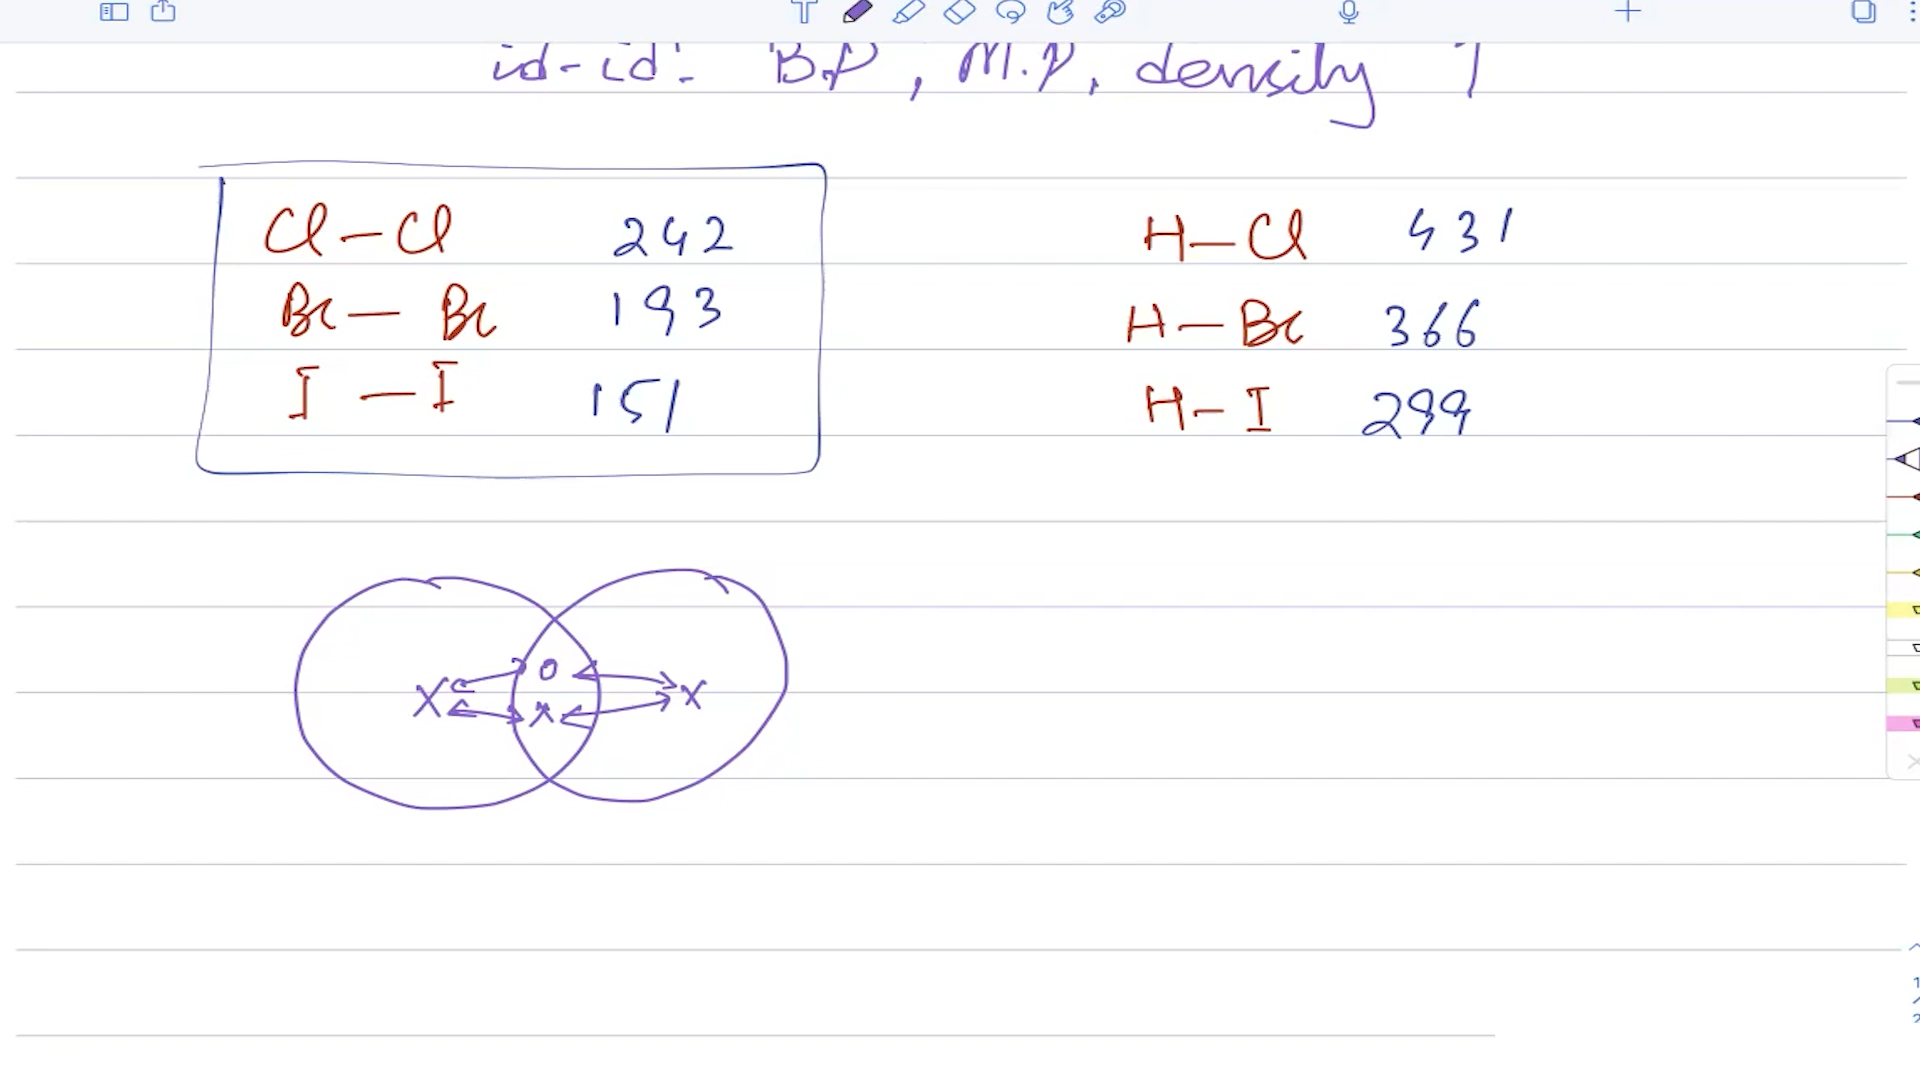 id-id: B.P, M.P, density ↑
Cl-Cl 242
Br-Br 193
I-I 151
H-Cl 431
H-Br 366
H-I 299
X O X
X